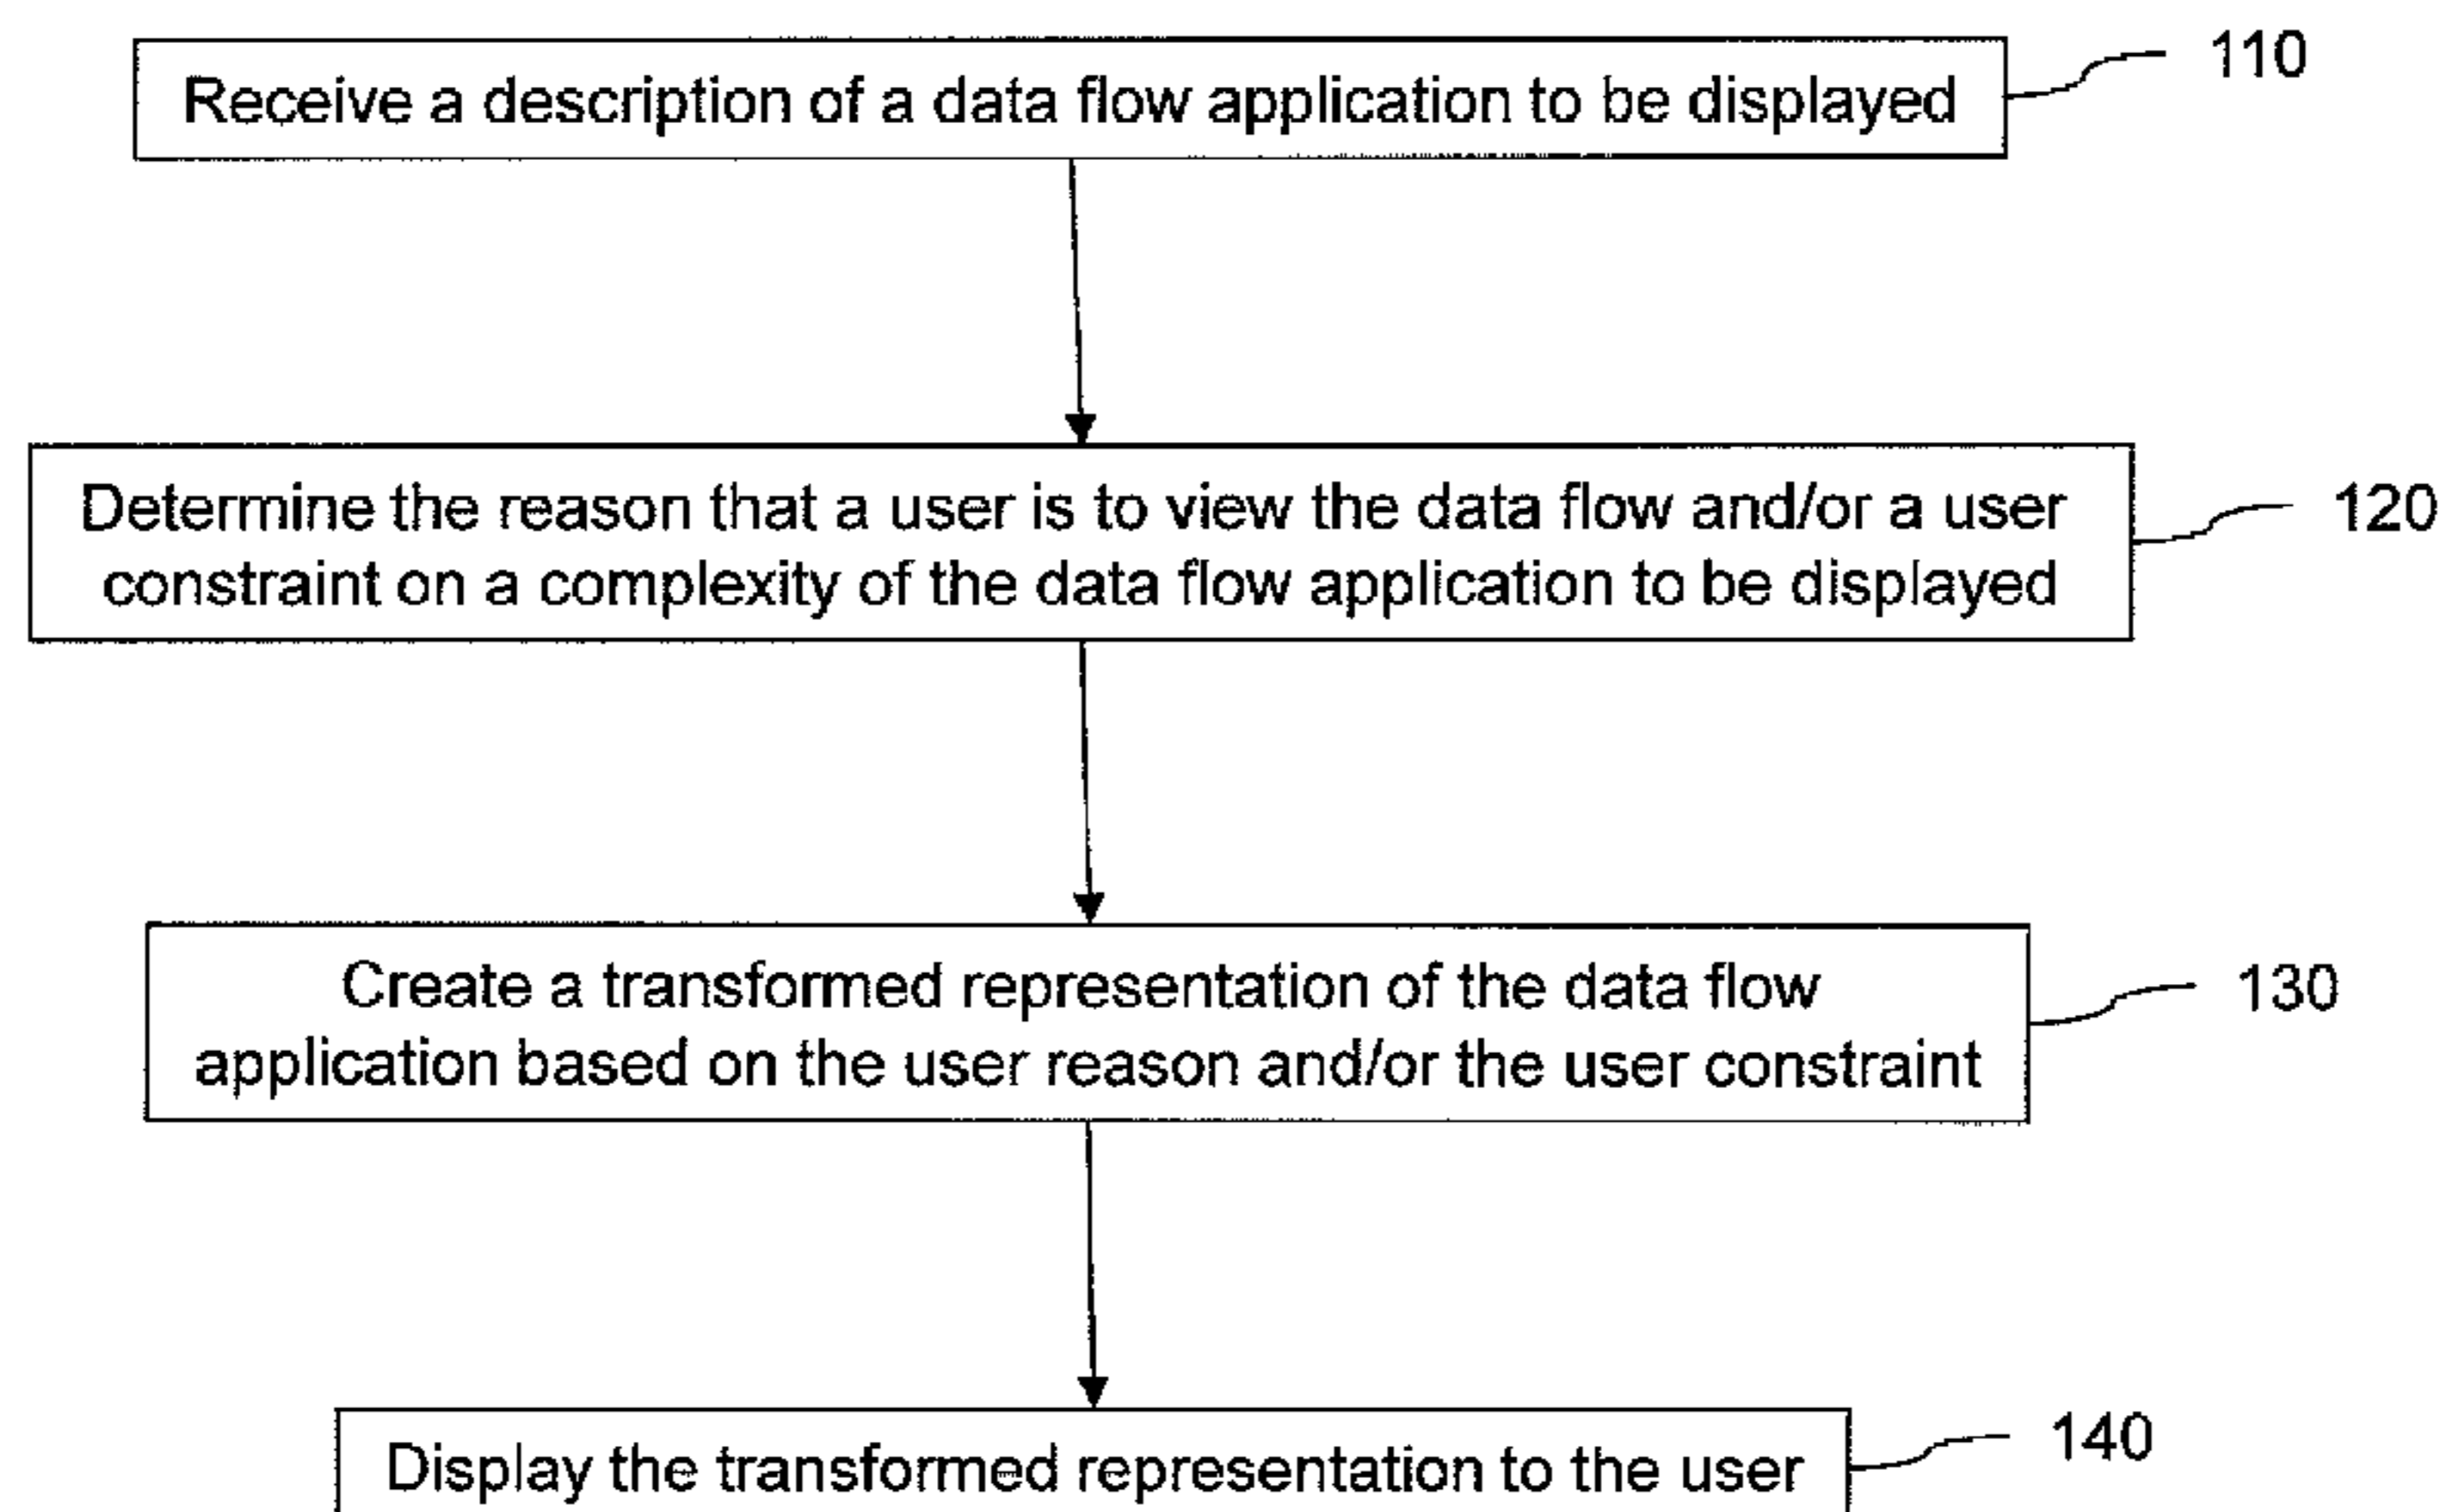 Receive a description of a data flow application to be displayed
110
Determine the reason that a user is to view the data flow and/or a user
constraint on a complexity of the data flow application to be displayed
120
Create a transformed representation of the data flow
application based on the user reason and/or the user constraint
130
Display the transformed representation to the user
140